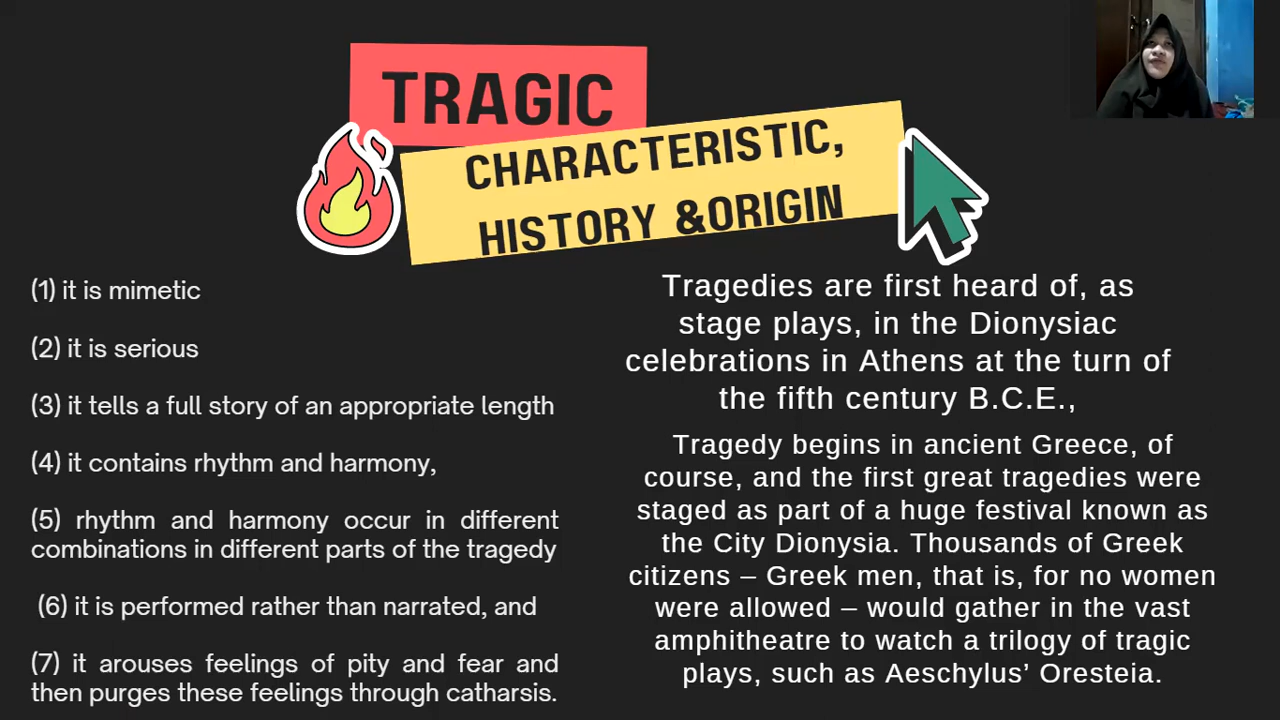 TRAGIC
CHARACTERISTIC,
HISTORY &ORIGIN
(1) it is mimetic
(2) it is serious
(3) it tells a full story of an appropriate length
(4) it contains rhythm and harmony,
(5) rhythm and harmony occur in different
combinations in different parts of the tragedy
(6) it is performed rather than narrated, and
(7) it arouses feelings of pity and fear and
then purges these feelings through catharsis.
Tragedies are first heard of, as
stage plays, in the Dionysiac
celebrations in Athens at the turn of
the fifth century B.C.E.,
Tragedy begins in ancient Greece, of
course, and the first great tragedies were
staged as part of a huge festival known as
the City Dionysia. Thousands of Greek
citizens – Greek men, that is, for no women
were allowed – would gather in the vast
amphitheatre to watch a trilogy of tragic
plays, such as Aeschylus’ Oresteia.